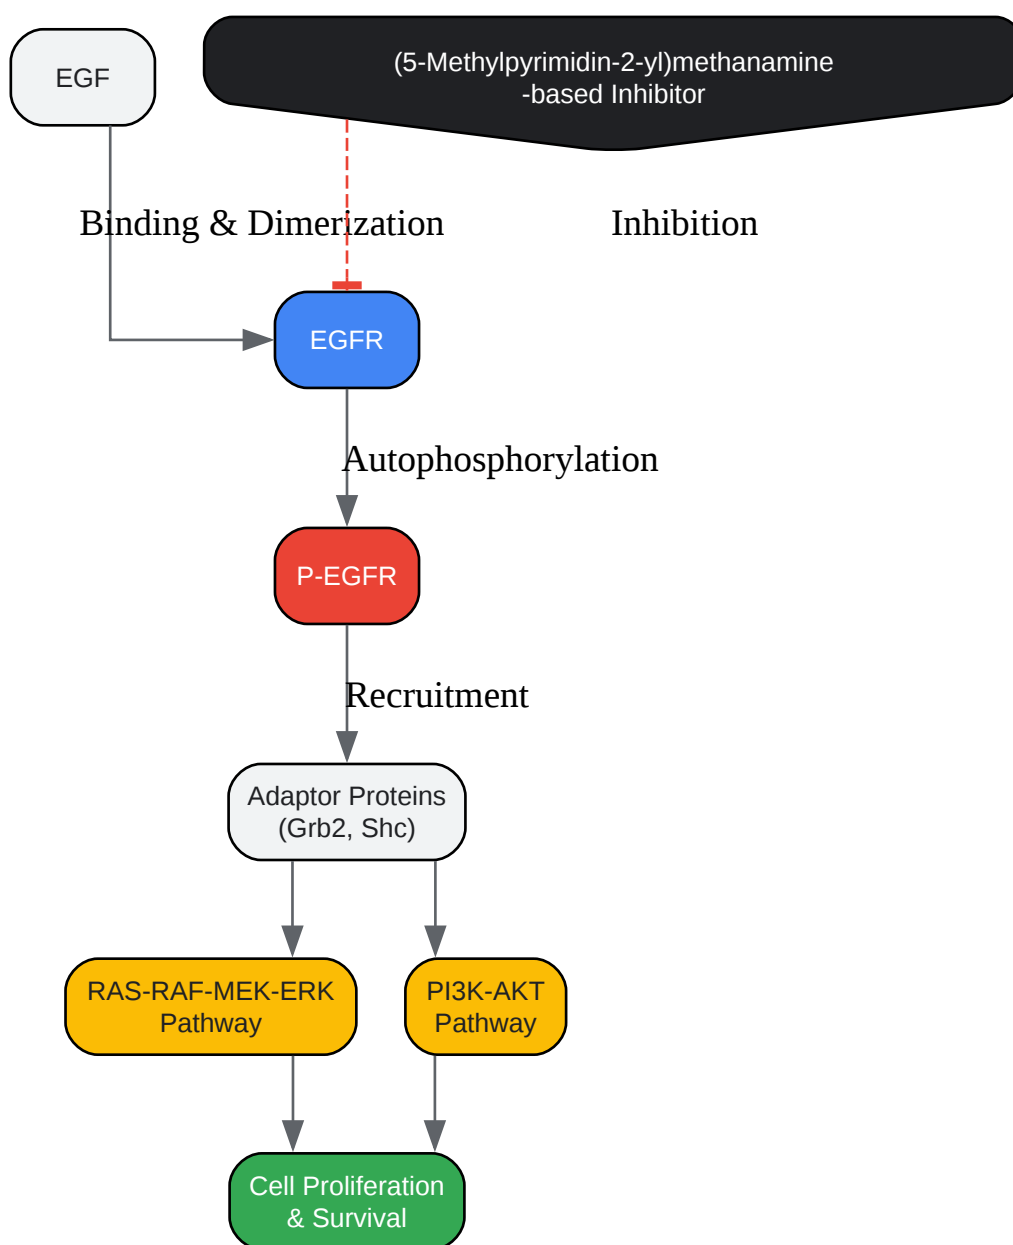 EGF
(5-Methylpyrimidin-2-yl)methanamine
-based Inhibitor
Binding & Dimerization
Inhibition
EGFR
Autophosphorylation
P-EGFR
Recruitment
Adaptor Proteins
(Grb2, Shc)
RAS-RAF-MEK-ERK
Pathway
PI3K-AKT
Pathway
Cell Proliferation
& Survival